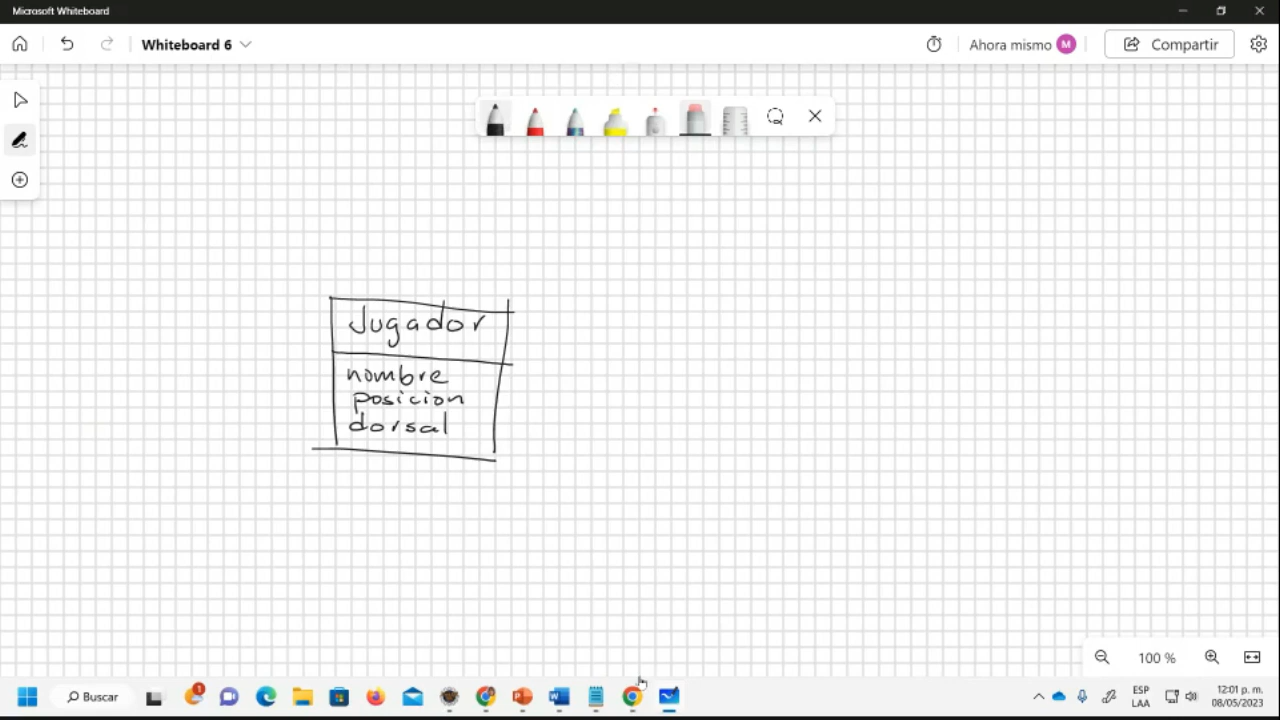 Microsoft Whiteboard
Whiteboard 6
Ahora mismo
M
Compartir
Jugador
nombre
posicion
dorsal
100 %
Buscar
1
ESP
LAA
12:01 p. m.
08/05/2023